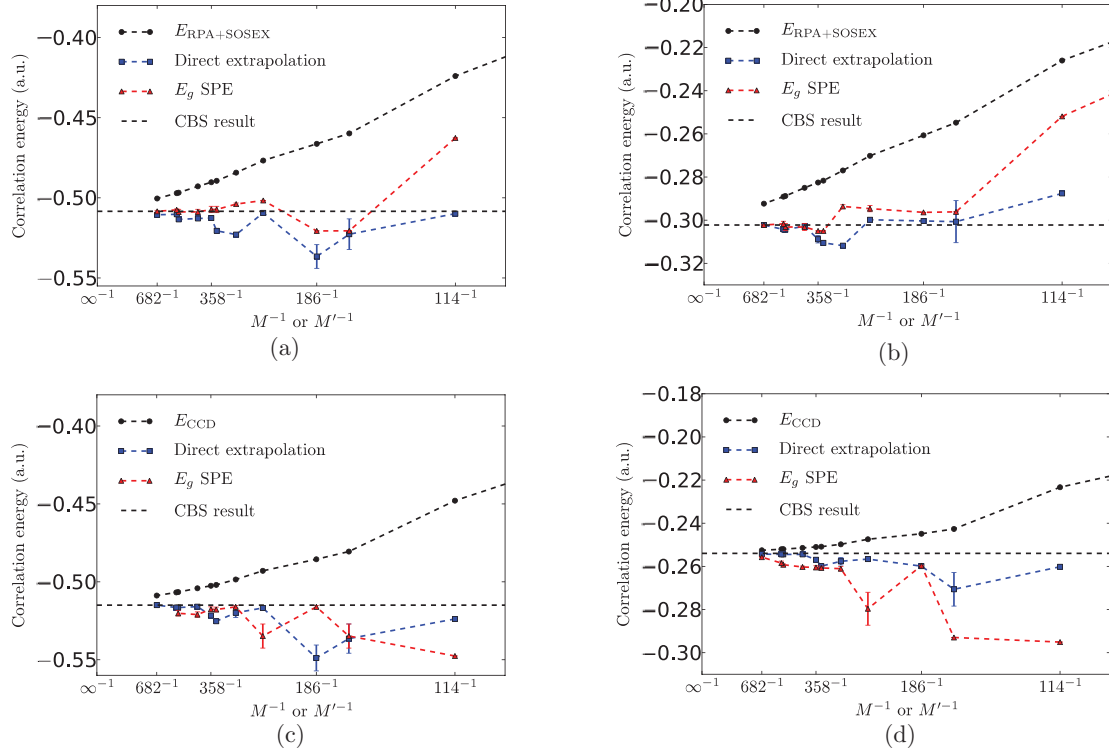 −0.40
−0.45
−0.50
−0.55
Correlation energy (a.u.)
E_RPA+SOSEX
Direct extrapolation
E_g SPE
CBS result
∞⁻¹ 682⁻¹ 358⁻¹ 186⁻¹ 114⁻¹
M⁻¹ or M′⁻¹
(a)
−0.20
−0.22
−0.24
−0.26
−0.28
−0.30
−0.32
Correlation energy (a.u.)
E_RPA+SOSEX
Direct extrapolation
E_g SPE
CBS result
∞⁻¹ 682⁻¹ 358⁻¹ 186⁻¹ 114⁻¹
M⁻¹ or M′⁻¹
(b)
−0.40
−0.45
−0.50
−0.55
Correlation energy (a.u.)
E_CCD
Direct extrapolation
E_g SPE
CBS result
∞⁻¹ 682⁻¹ 358⁻¹ 186⁻¹ 114⁻¹
M⁻¹ or M′⁻¹
(c)
−0.18
−0.20
−0.22
−0.24
−0.26
−0.28
−0.30
Correlation energy (a.u.)
E_CCD
Direct extrapolation
E_g SPE
CBS result
∞⁻¹ 682⁻¹ 358⁻¹ 186⁻¹ 114⁻¹
M⁻¹ or M′⁻¹
(d)